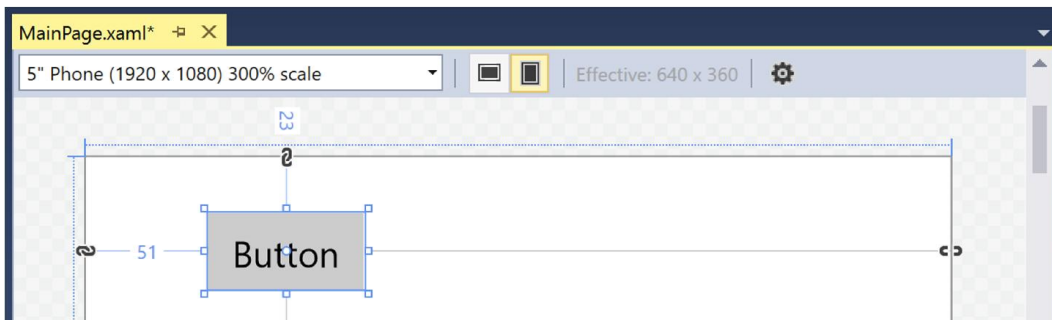 MainPage.xaml*
5" Phone (1920 x 1080) 300% scale Effective: 640 x 360
23
51 Button